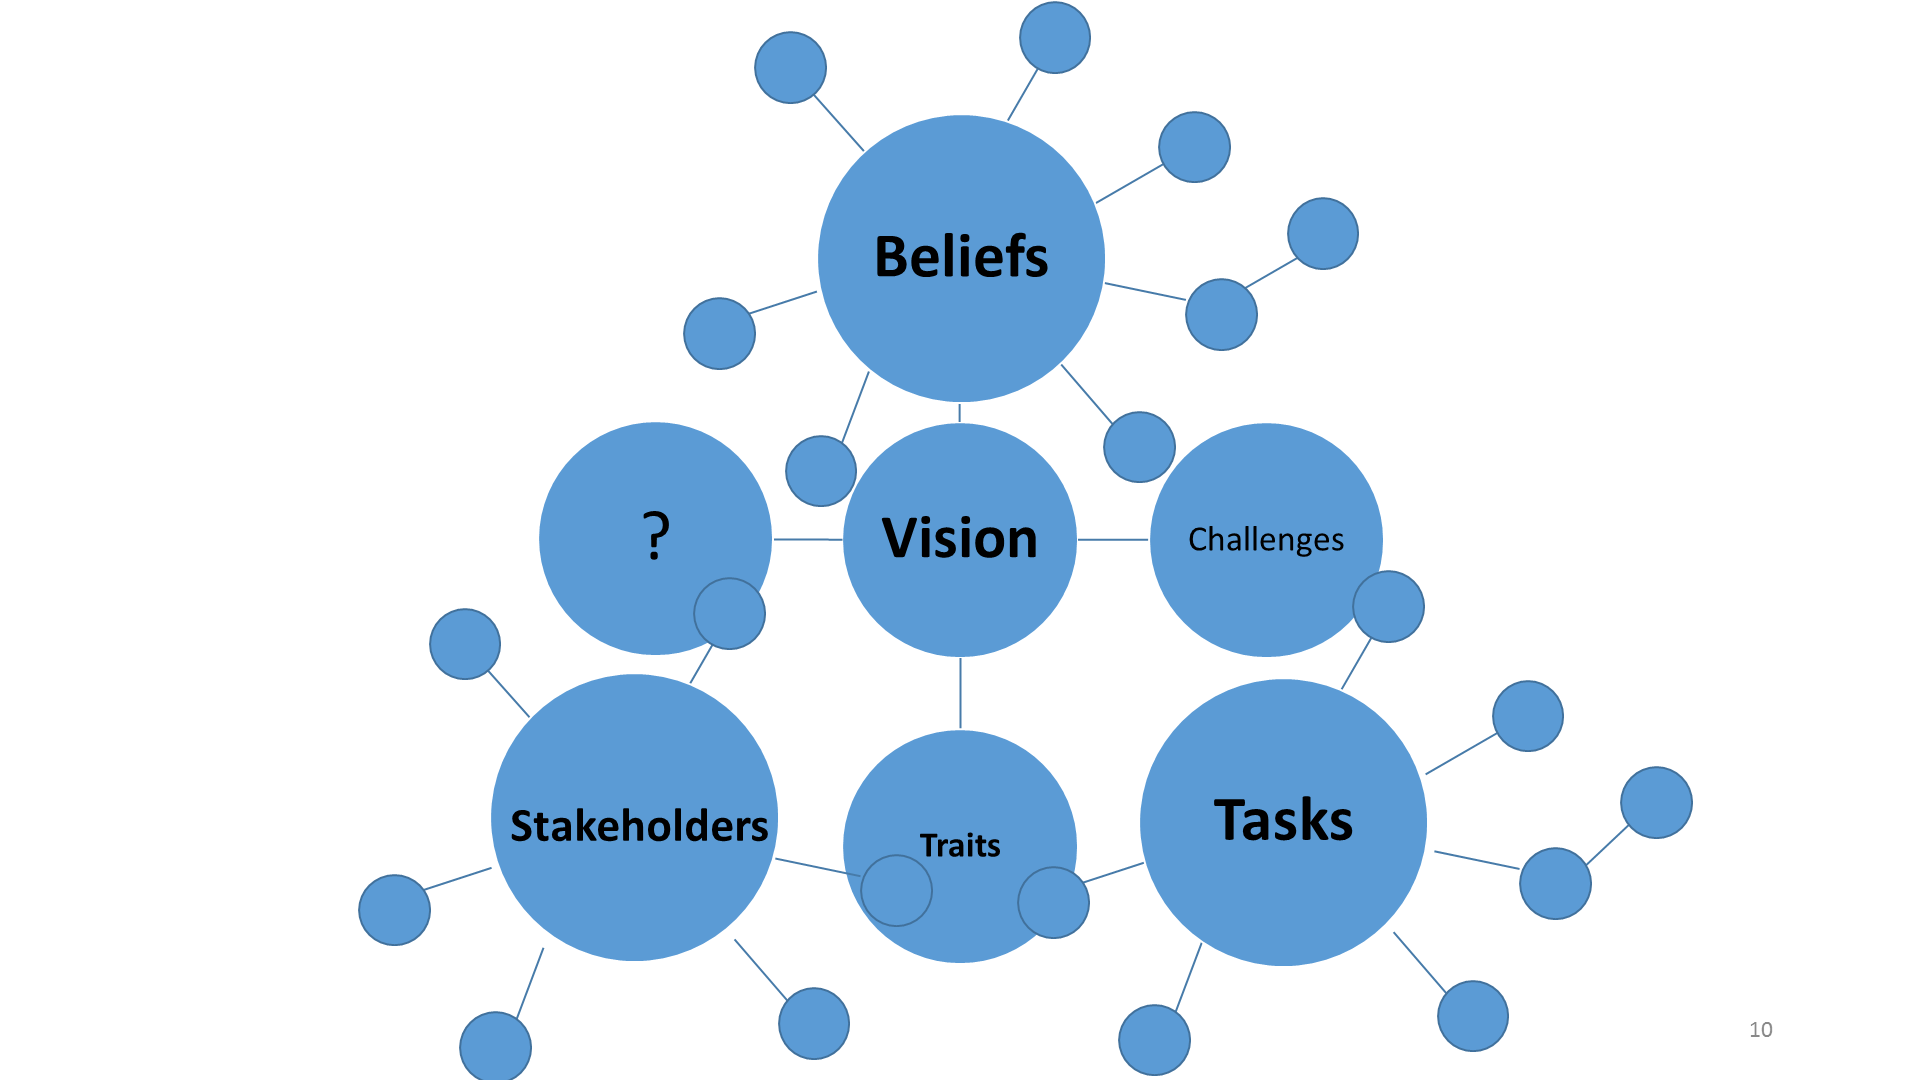 Beliefs
?
Vision
Challenges
Stakeholders
Traits
Tasks
10